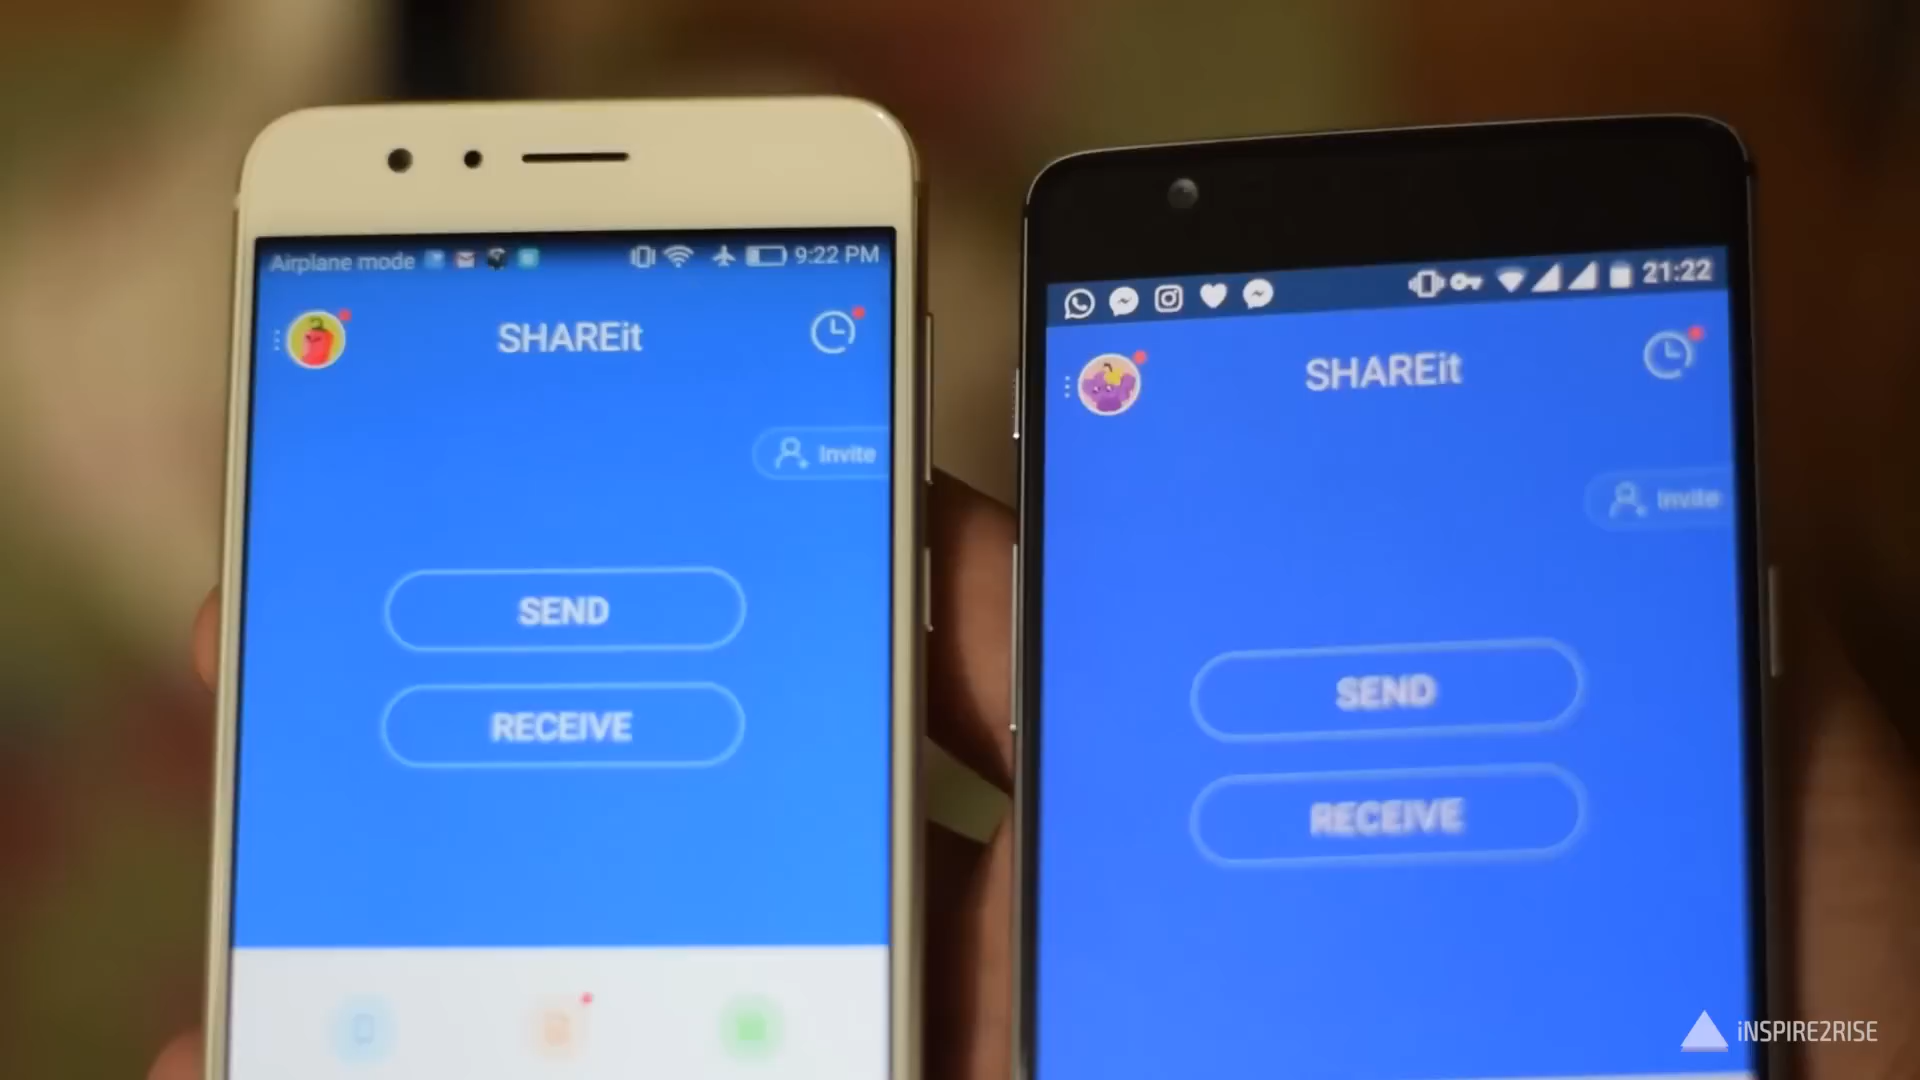 Airplane mode
9:22 PM
SHAREit
Invite
SEND
RECEIVE
21:22
SHAREit
Invite
SEND
RECEIVE
iNSPIRE2RISE